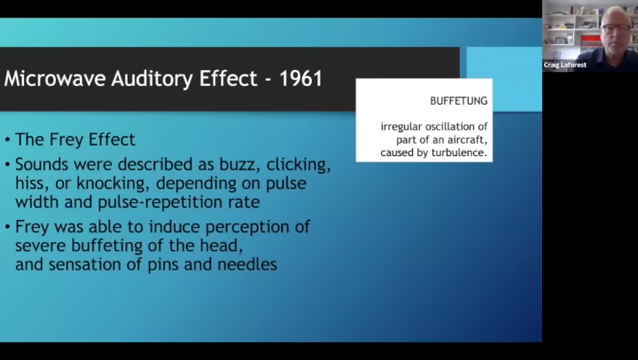 Microwave Auditory Effect - 1961
BUFFETUNG
irregular oscillation of
part of an aircraft,
caused by turbulence.
• The Frey Effect
• Sounds were described as buzz, clicking,
hiss, or knocking, depending on pulse
width and pulse-repetition rate
• Frey was able to induce perception of
severe buffeting of the head,
and sensation of pins and needles
Craig Laforest